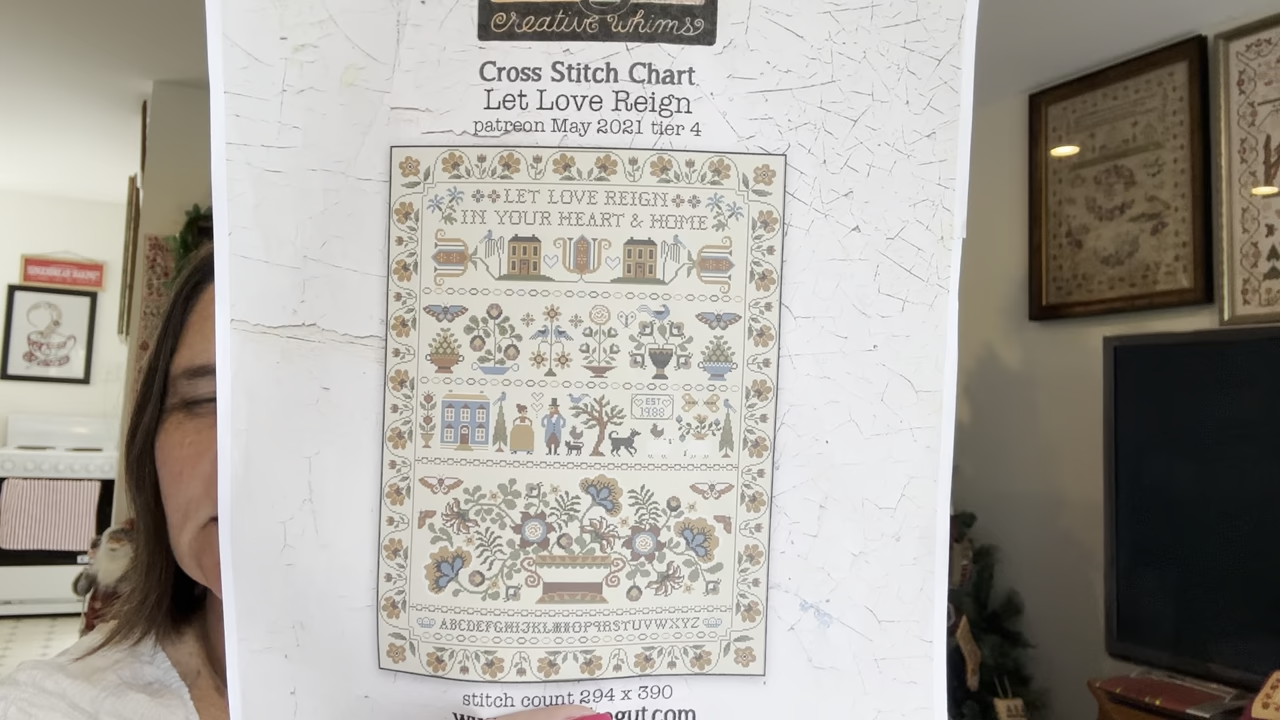 creative whims
Cross Stitch Chart
Let Love Reign
patreon May 2021 tier 4
LET LOVE REIGN
IN YOUR HEART & HOME
EST
1988
ABCDEFGHIJKLMNOPQRSTUVWXYZ
stitch count 294 x 390